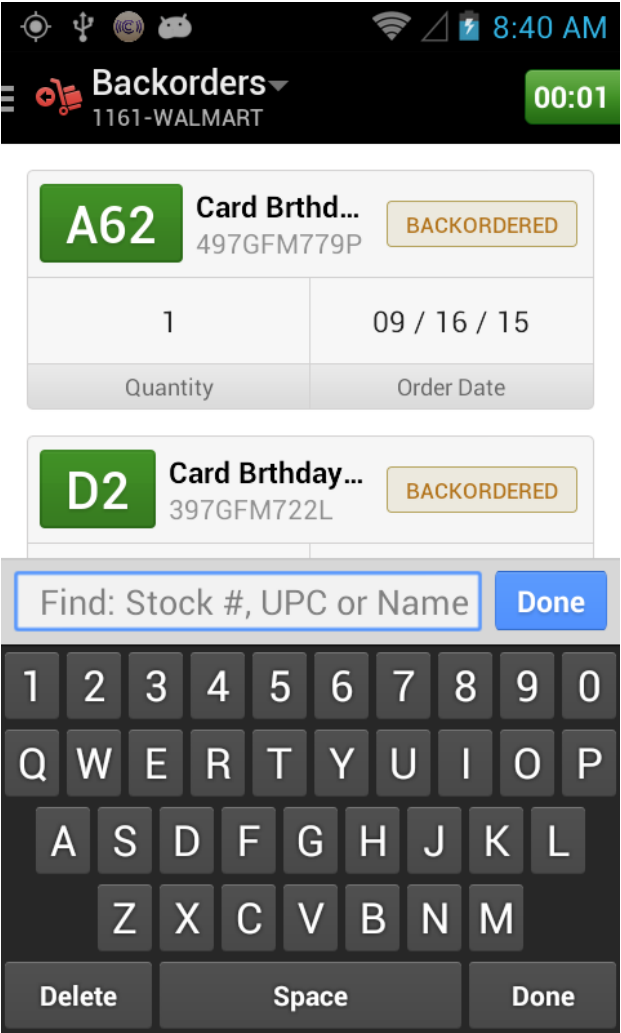 8:40 AM
Backorders
1161-WALMART
00:01
A62
Card Brthd...
497GFM779P
BACKORDERED
1
09 / 16 / 15
Quantity
Order Date
D2
Card Brthday...
397GFM722L
BACKORDERED
Find: Stock #, UPC or Name
Done
1 2 3 4 5 6 7 8 9 0
Q W E R T Y U I O P
A S D F G H J K L
Z X C V B N M
Delete Space Done